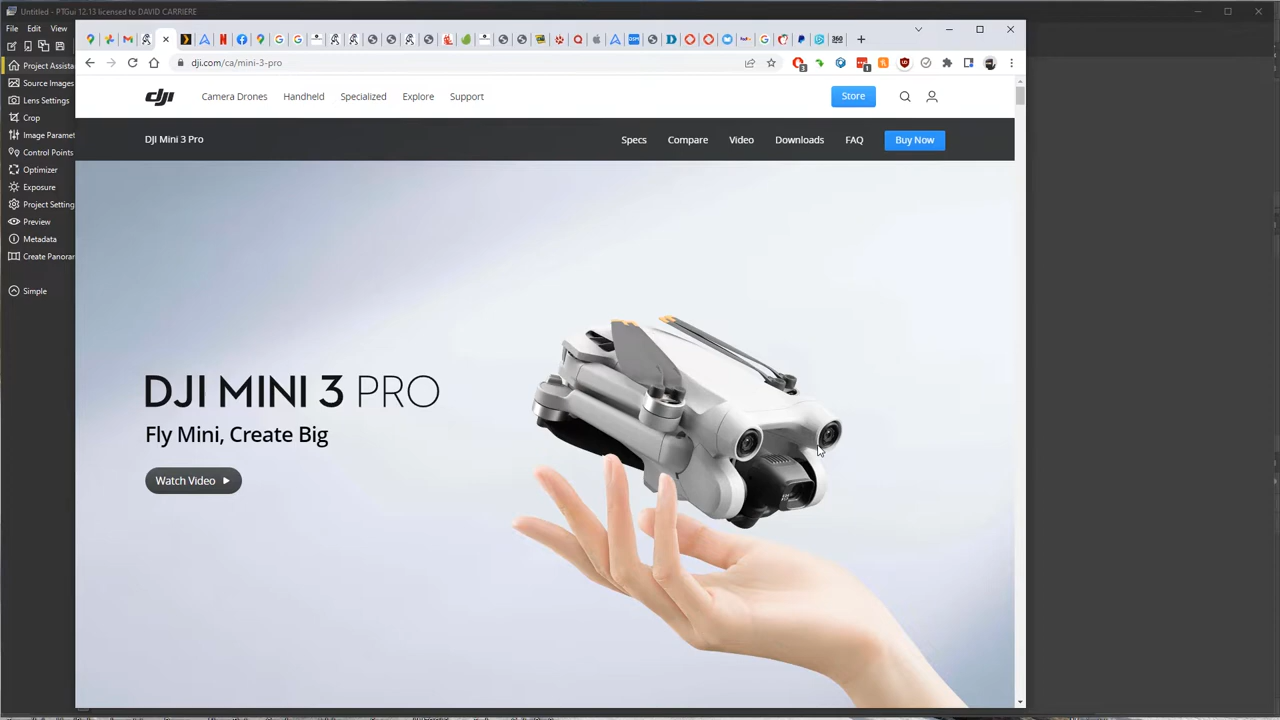 Untitled - PTGui 12.13 licensed to DAVID CARRIERE
File Edit View
Project Assista
Source Images
Lens Settings
Crop
Image Paramet
Control Points
Optimizer
Exposure
Project Setting
Preview
Metadata
Create Panorar
Simple
dji.com/ca/mini-3-pro
dji
Camera Drones Handheld Specialized Explore Support
Store
DJI Mini 3 Pro
Specs Compare Video Downloads FAQ Buy Now
DJI MINI 3 PRO
Fly Mini, Create Big
Watch Video